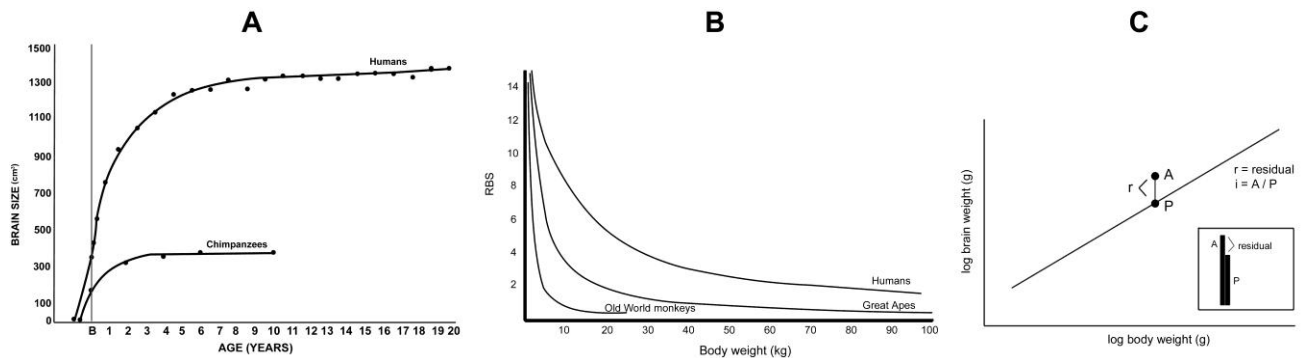 A
B
C
1500
1300
1100
900
700
500
400
300
100
0
BRAIN SIZE (cm³)
Humans
Chimpanzees
B 1 2 3 4 5 6 7 8 9 10 11 12 13 14 15 16 17 18 19 20
AGE (YEARS)
14
12
10
8
6
4
2
RBS
Humans
Great Apes
Old World monkeys
10 20 30 40 50 60 70 80 90 100
Body weight (kg)
log brain weight (g)
A
r
P
r = residual
i = A / P
A
residual
P
log body weight (g)